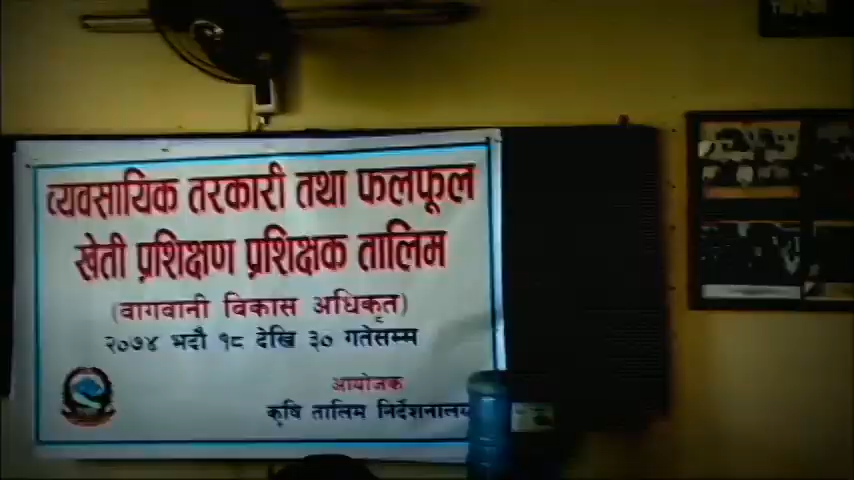 व्यवसायिक तरकारी तथा फलफूल
खेती प्रशिक्षण प्रशिक्षक तालिम
(वागवानी विकास अधिकृत)
२०७४ भदौ १८ देखि ३० गतेसम्म
आयोजक
कृषि तालिम निर्देशनालय